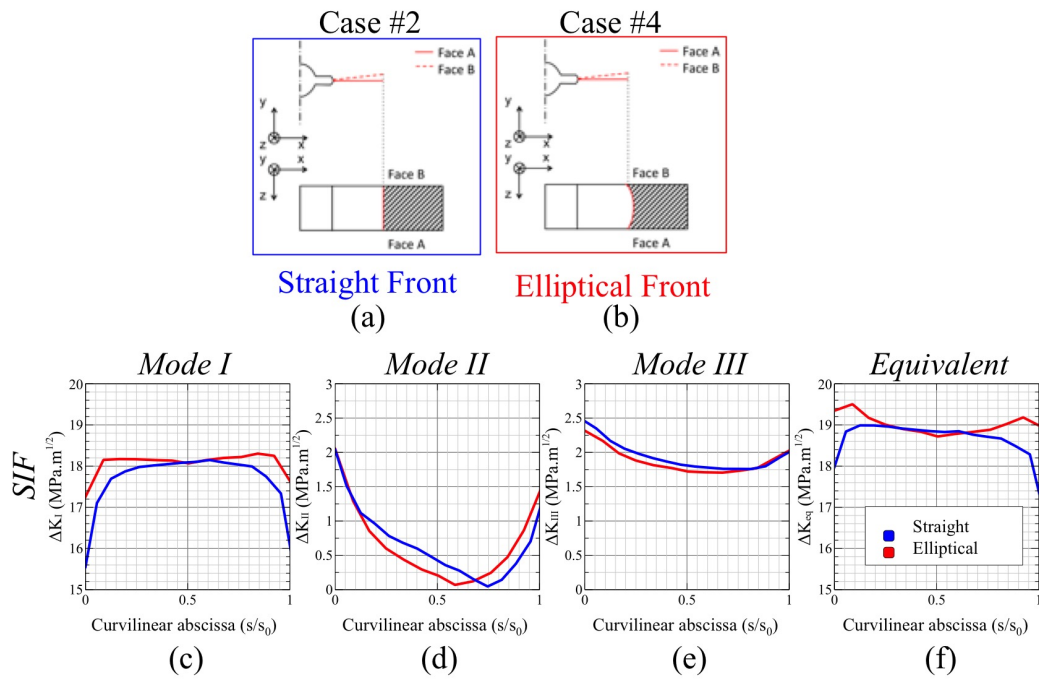 Case #2
Case #4
Face A
Face B
Face A
Face B
y
z
x
y
x
z
y
z
x
y
x
z
Face B
Face A
Face B
Face A
Straight Front
Elliptical Front
(a)
(b)
Mode I
Mode II
Mode III
Equivalent
SIF
ΔK_I (MPa.m^1/2)
20
19
18
17
16
15
0
0.5
1
Curvilinear abscissa (s/s_0)
(c)
ΔK_II (MPa.m^1/2)
3
2.5
2
1.5
1
0.5
0
0
0.5
1
Curvilinear abscissa (s/s_0)
(d)
ΔK_III (MPa.m^1/2)
3
2.5
2
1.5
1
0.5
0
0
0.5
1
Curvilinear abscissa (s/s_0)
(e)
ΔK_eq (MPa.m^1/2)
20
19
18
17
16
15
Straight
Elliptical
0
0.5
1
Curvilinear abscissa (s/s_0)
(f)